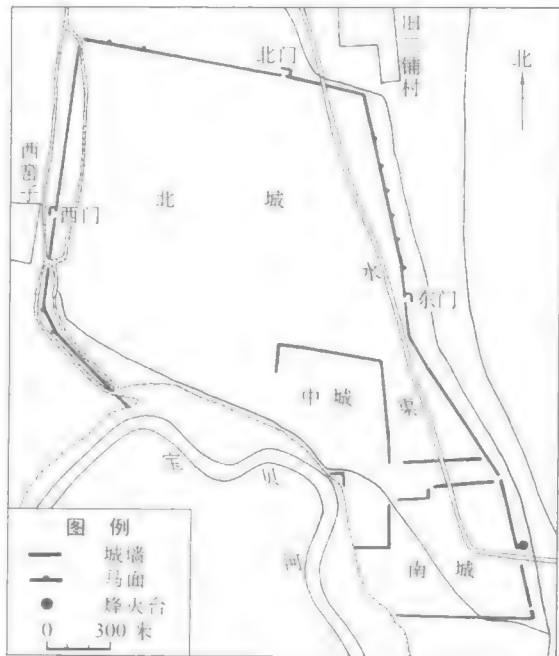 北门
旧
铺村
北
西窑子
西门
北 城
水 渠
东门
中城
宝贝河
南 城
图 例
城墙
马面
烽火台
0 300 米